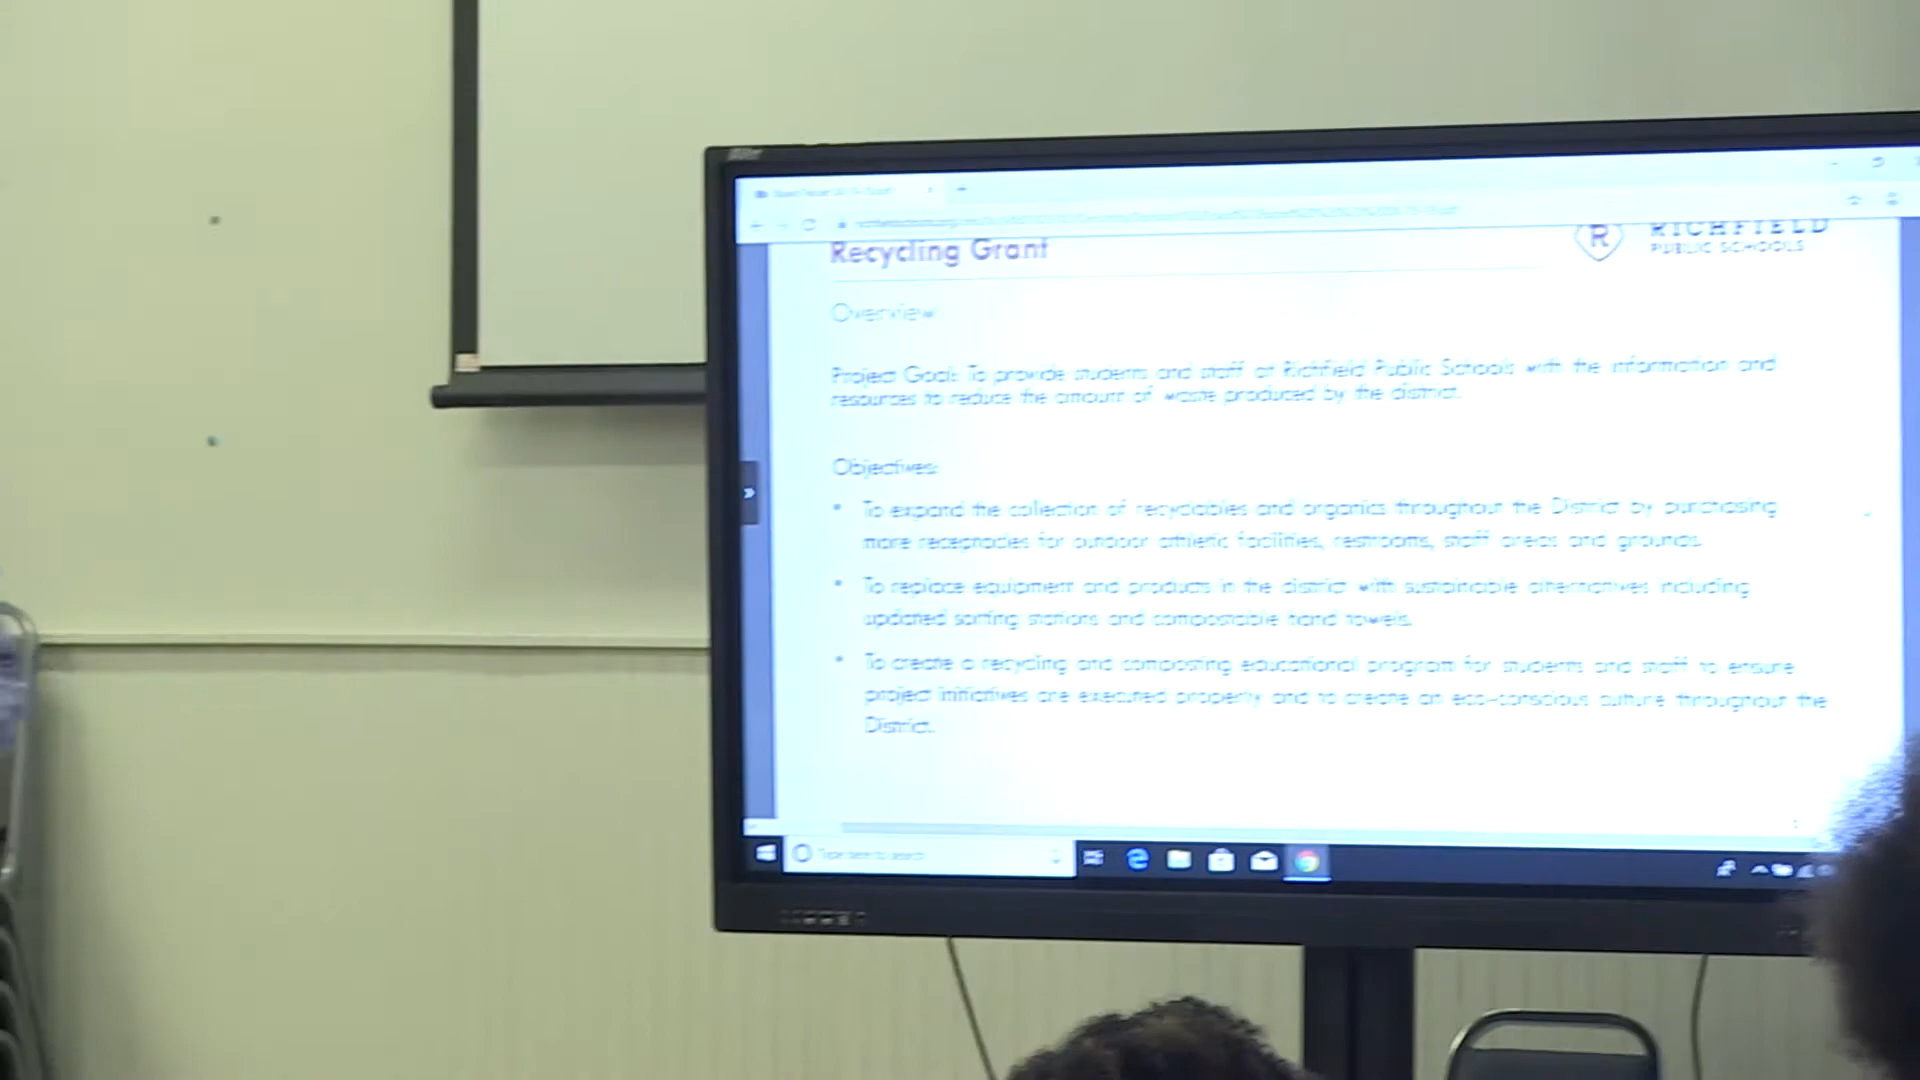 Recycling Grant
RICHFIELD
PUBLIC SCHOOLS
R
Overview
Project Goal: To provide students and staff at Richfield Public Schools with the information and
resources to reduce the amount of waste produced by the district.
Objectives:
• To expand the collection of recyclables and organics throughout the District by purchasing
more receptacles for outdoor athletic facilities, restrooms, staff areas and grounds.
• To replace equipment and products in the district with sustainable alternatives including
updated sorting stations and compostable hand towels.
• To create a recycling and composting educational program for students and staff to ensure
project initiatives are executed properly and to create an eco-conscious culture throughout the
District.
Type here to search